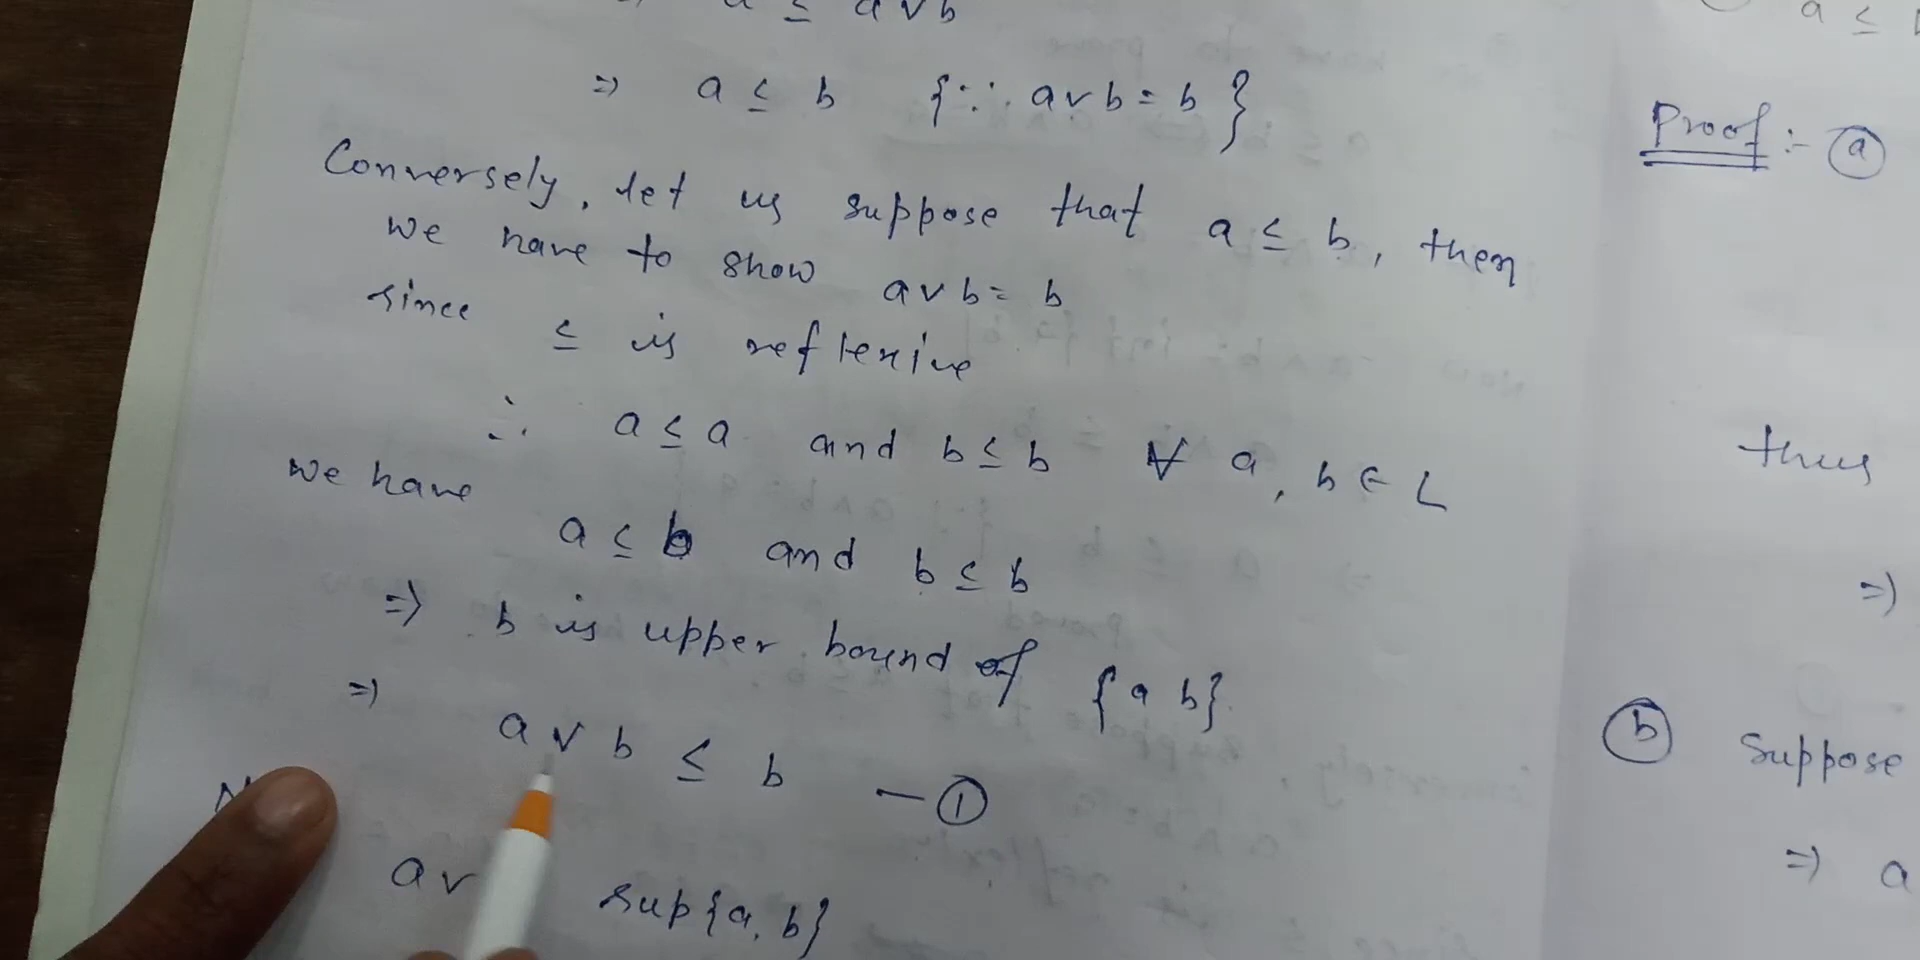 a ≤ a ∨ b
⇒ a ≤ b {∵ a ∨ b = b}
Conversely, let us suppose that a ≤ b, then
we have to show a ∨ b = b
since ≤ is reflexive
∴ a ≤ a and b ≤ b ∀ a, b ∈ L
we have
a ≤ b and b ≤ b
⇒ b is upper bound of {a b}
⇒ a ∨ b ≤ b — ①
a ∨ sup{a, b}
a ≤
Proof :- ⓐ
thus
⇒
ⓑ Suppose
⇒ a